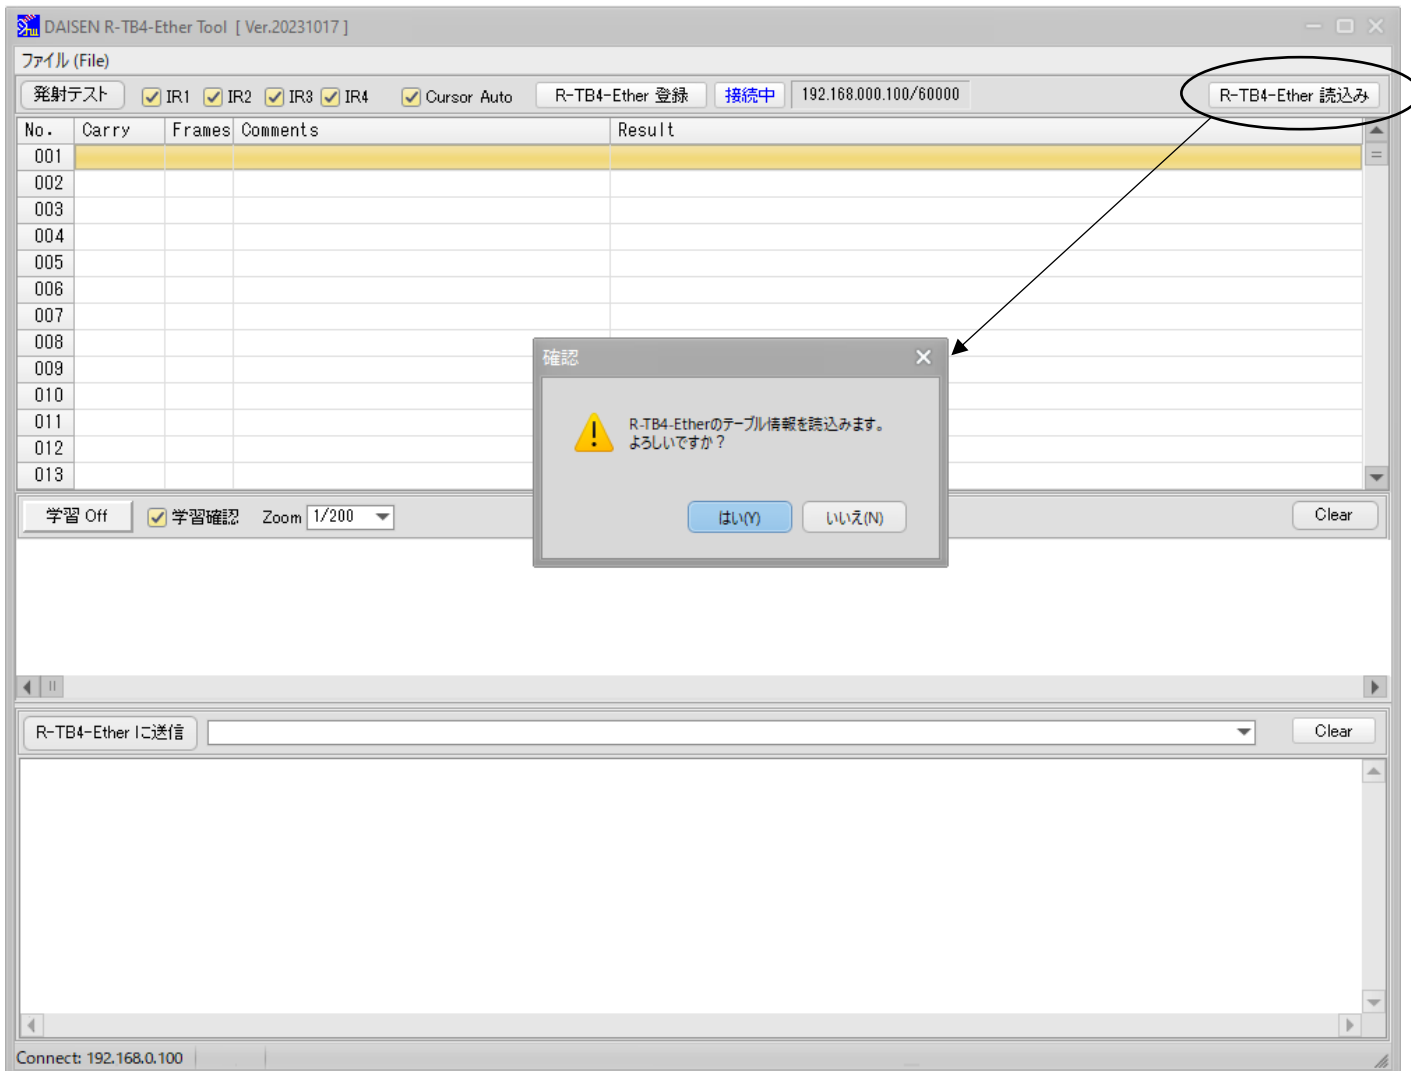 DAISEN R-TB4-Ether Tool [ Ver.20231017 ]
ファイル (File)
発射テスト IR1 IR2 IR3 IR4 Cursor Auto R-TB4-Ether 登録 接続中 192.168.000.100/60000 R-TB4-Ether 読込み
No. Carry Frames Comments Result
001
002
003
004
005
006
007
008
009
010
011
012
013
確認
R-TB4-Etherのテーブル情報を読込みます。
よろしいですか？
はい(Y) いいえ(N)
学習 Off 学習確認 Zoom 1/200 Clear
R-TB4-Ether に送信 Clear
Connect: 192.168.0.100